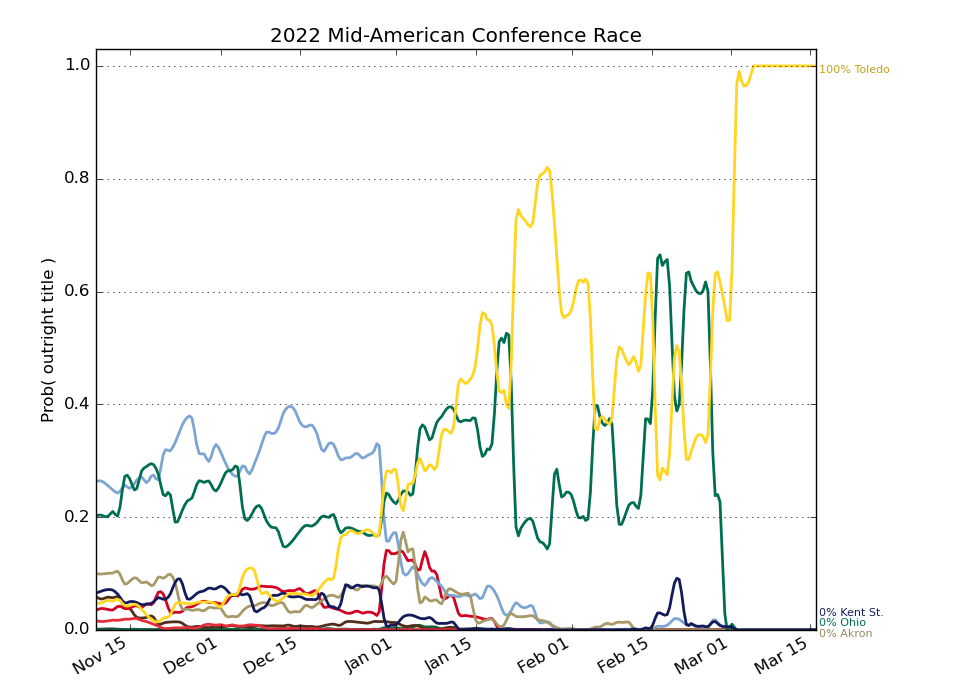 2022 Mid-American Conference Race
Prob( outright title )
1.0
0.8
0.6
0.4
0.2
0.0
100% Toledo
0% Kent St.
0% Ohio
0% Akron
Nov 15
Dec 01
Dec 15
Jan 01
Jan 15
Feb 01
Feb 15
Mar 01
Mar 15